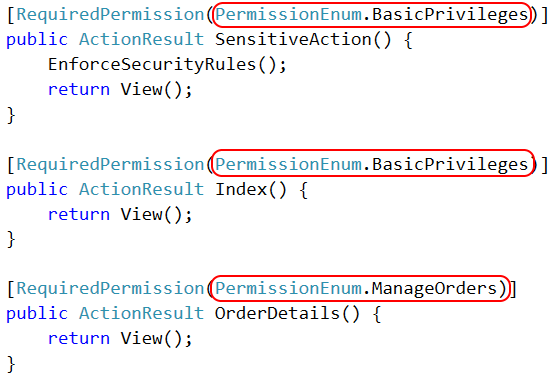 [RequiredPermission(PermissionEnum.BasicPrivileges)]
public ActionResult SensitiveAction() {
    EnforceSecurityRules();
    return View();
}
[RequiredPermission(PermissionEnum.BasicPrivileges)]
public ActionResult Index() {
    return View();
}
[RequiredPermission(PermissionEnum.ManageOrders)]
public ActionResult OrderDetails() {
    return View();
}